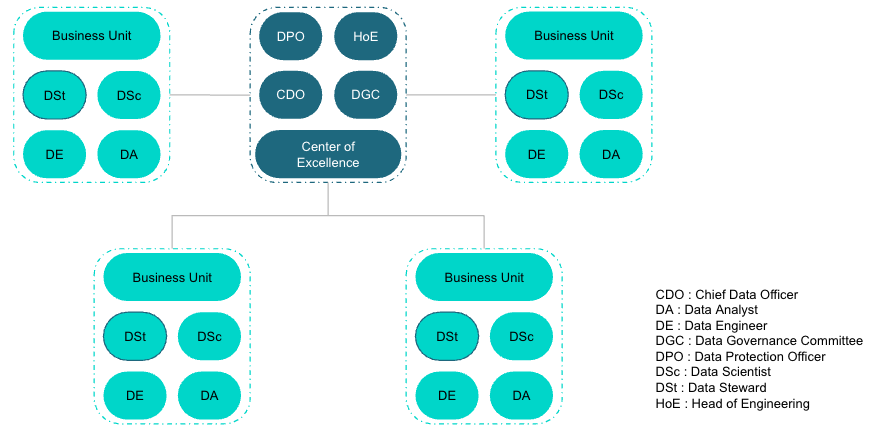 Business Unit
DSt
DSc
DE
DA
DPO
HoE
CDO
DGC
Center of
Excellence
Business Unit
DSt
DSc
DE
DA
Business Unit
DSt
DSc
DE
DA
Business Unit
DSt
DSc
DE
DA
CDO : Chief Data Officer
DA : Data Analyst
DE : Data Engineer
DGC : Data Governance Committee
DPO : Data Protection Officer
DSc : Data Scientist
DSt : Data Steward
HoE : Head of Engineering